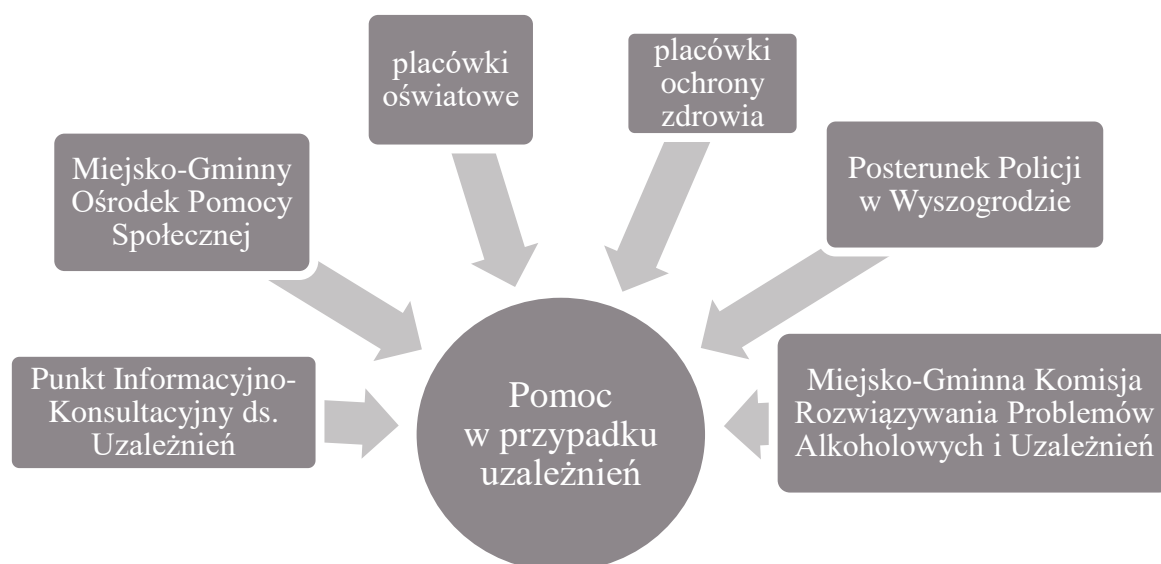 placówki
oświatowe
placówki
ochrony
zdrowia
Miejsko-Gminny
Ośrodek Pomocy
Społecznej
Posterunek Policji
w Wyszogrodzie
Punkt Informacyjno-
Konsultacyjny ds.
Uzależnień
Pomoc
w przypadku
uzależnień
Miejsko-Gminna Komisja
Rozwiązywania Problemów
Alkoholowych i Uzależnień